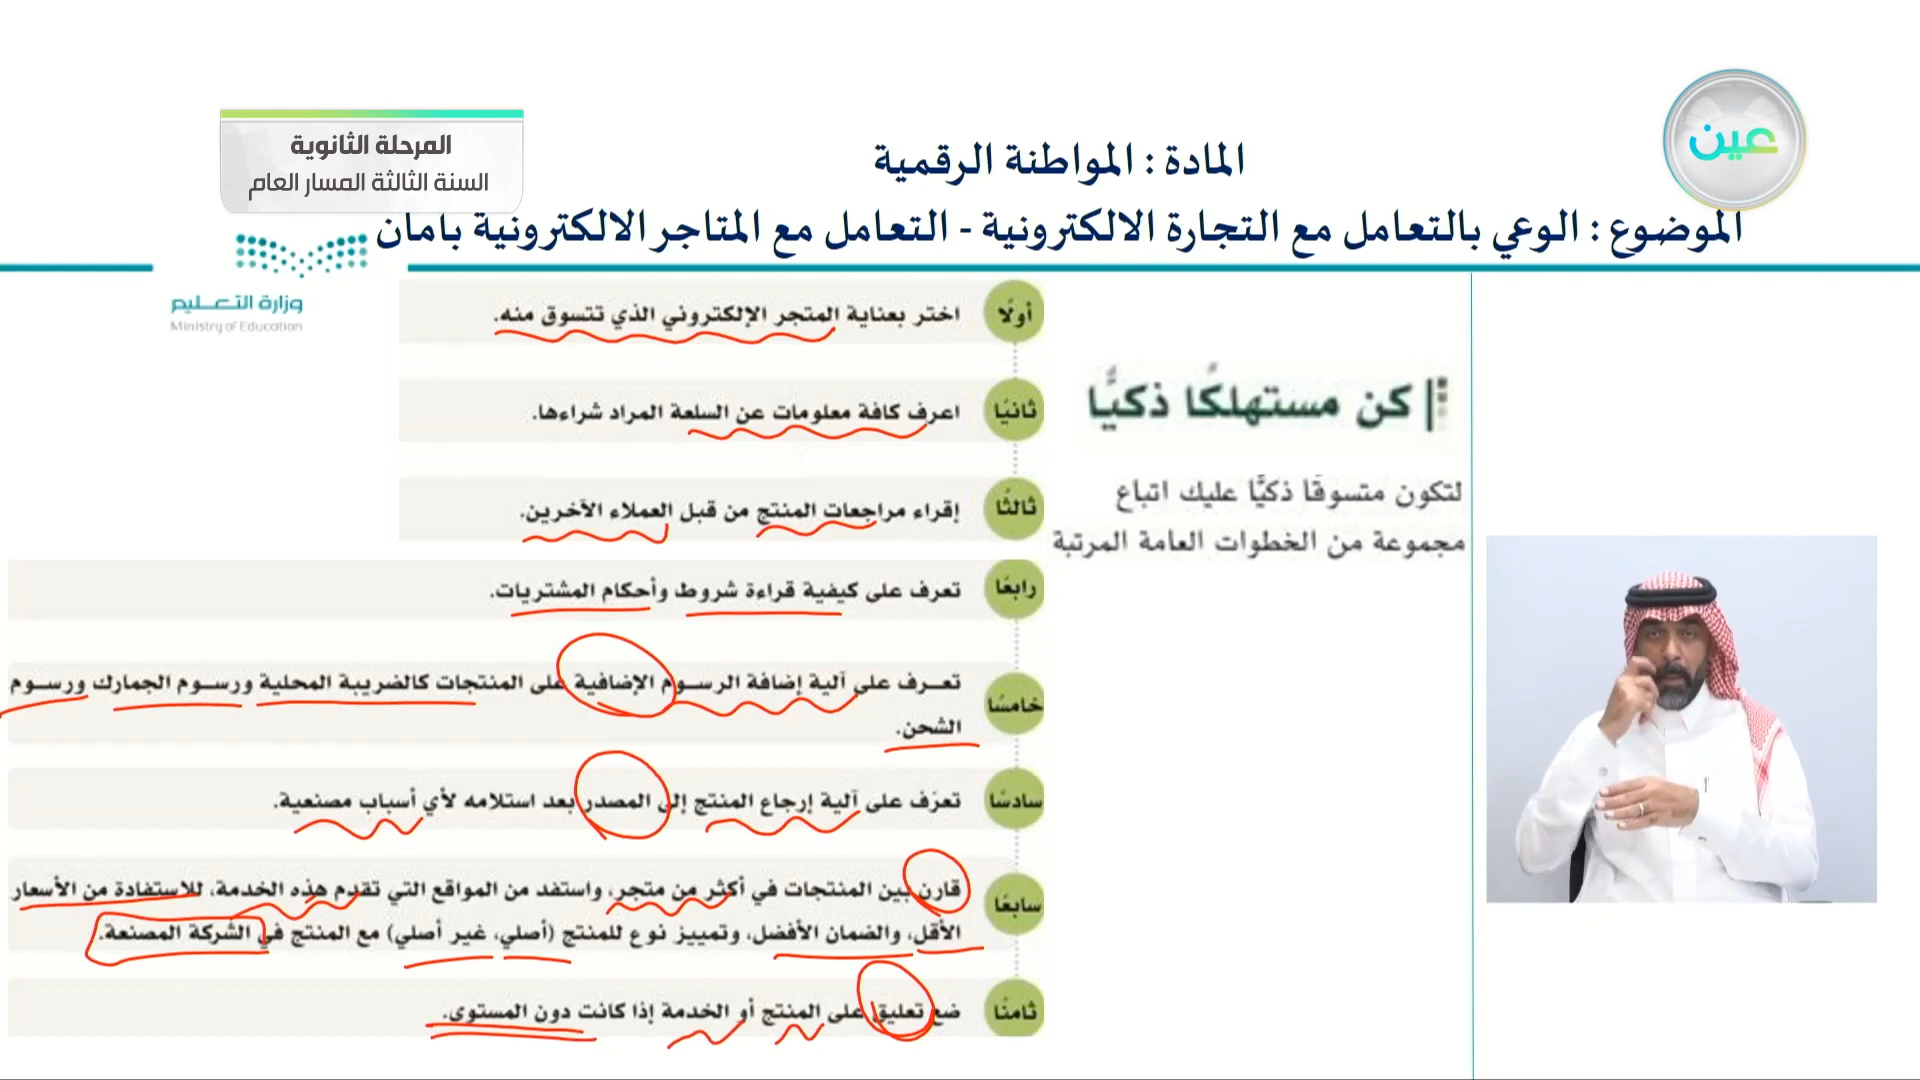 عين
المرحلة الثانوية
السنة الثالثة المسار العام
المادة : المواطنة الرقمية
الموضوع : الوعي بالتعامل مع التجارة الالكترونية - التعامل مع المتاجر الالكترونية بامان
وزارة التعليم
Ministry of Education
كن مستهلكًا ذكيًّا
لتكون متسوقًا ذكيًّا عليك اتباع
مجموعة من الخطوات العامة المرتبة
أولًا
اختر بعناية المتجر الإلكتروني الذي تتسوق منه.
ثانيًا
اعرف كافة معلومات عن السلعة المراد شراءها.
ثالثًا
إقراء مراجعات المنتج من قبل العملاء الآخرين.
رابعًا
تعرف على كيفية قراءة شروط وأحكام المشتريات.
خامسًا
تعرف على آلية إضافة الرسوم الإضافية على المنتجات كالضريبة المحلية ورسوم الجمارك ورسوم
الشحن.
سادسًا
تعرّف على آلية إرجاع المنتج إلى المصدر بعد استلامه لأي أسباب مصنعية.
سابعًا
قارن بين المنتجات في أكثر من متجر، واستفد من المواقع التي تقدم هذه الخدمة، للاستفادة من الأسعار
الأقل، والضمان الأفضل، وتمييز نوع للمنتج (أصلي، غير أصلي) مع المنتج في الشركة المصنعة.
ثامنًا
ضع تعليق على المنتج أو الخدمة إذا كانت دون المستوى.